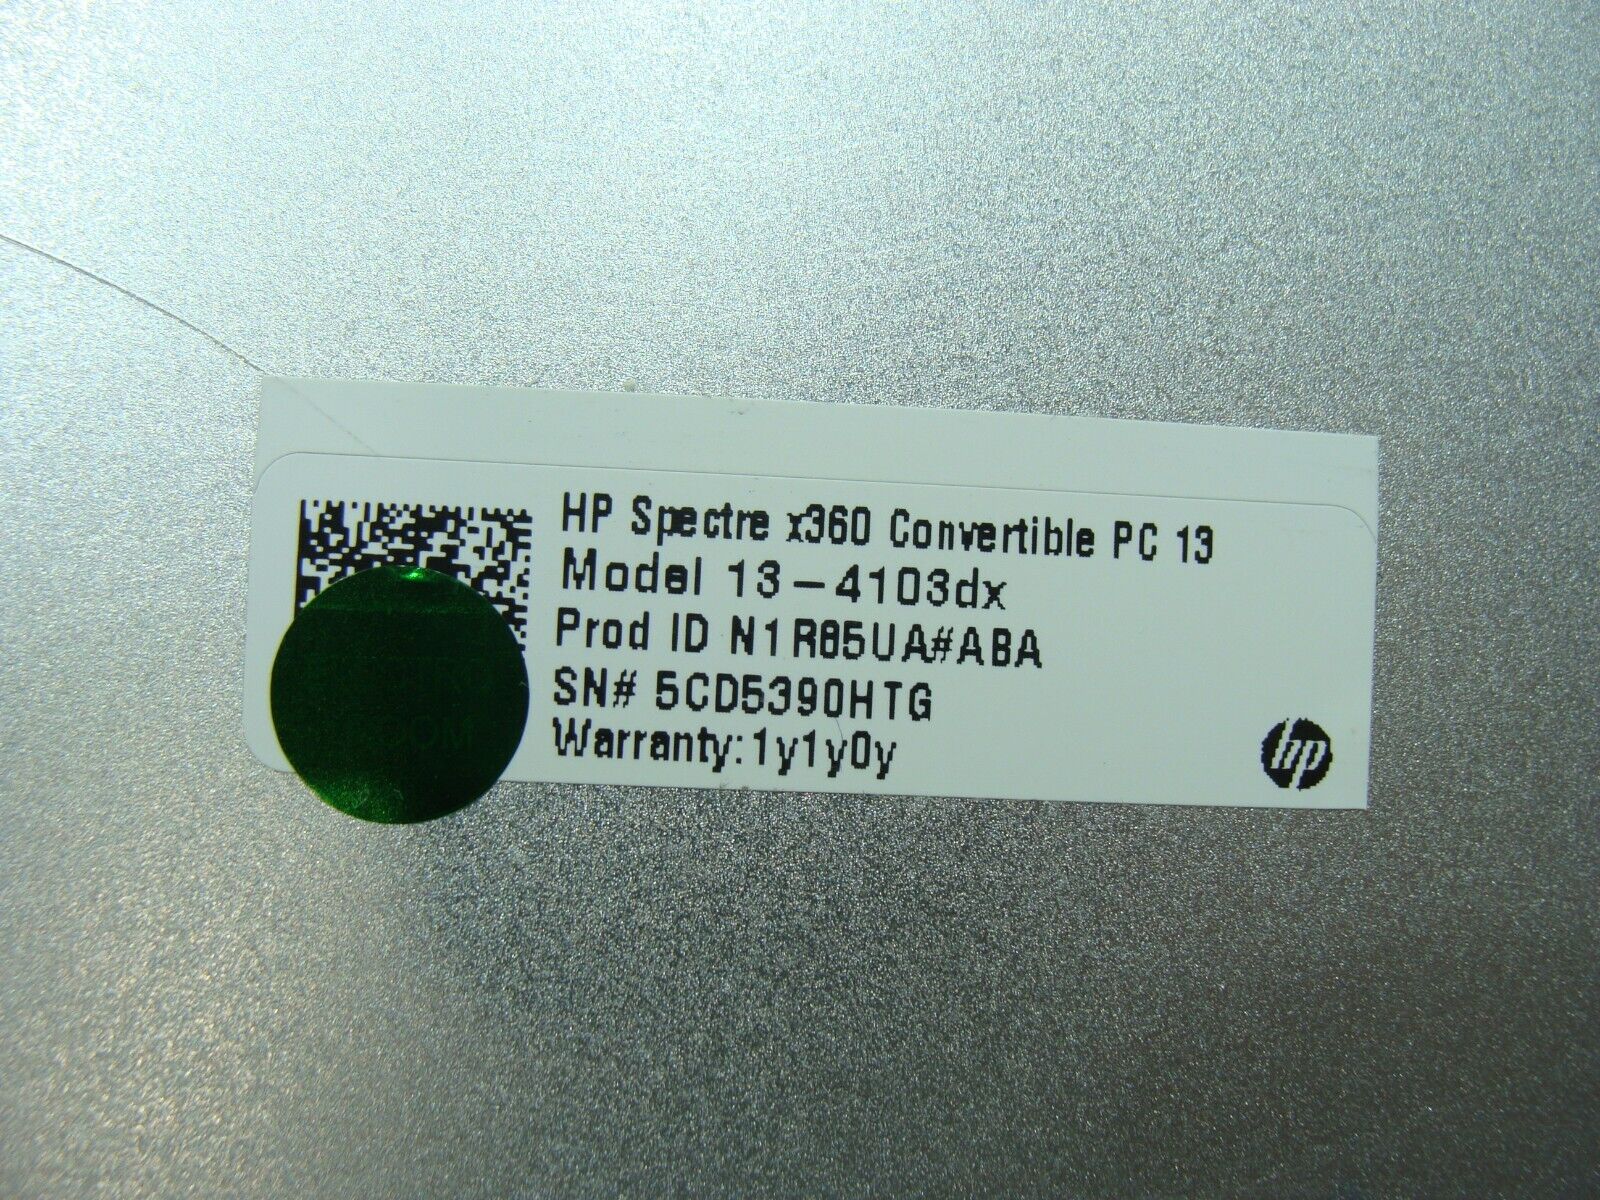 HP Spectre x360 Convertible PC 13
Model 13-4103dx
Prod ID N1R85UA#ABA
SN# 5CD5390HTG
Warranty:1y1y0y
hp